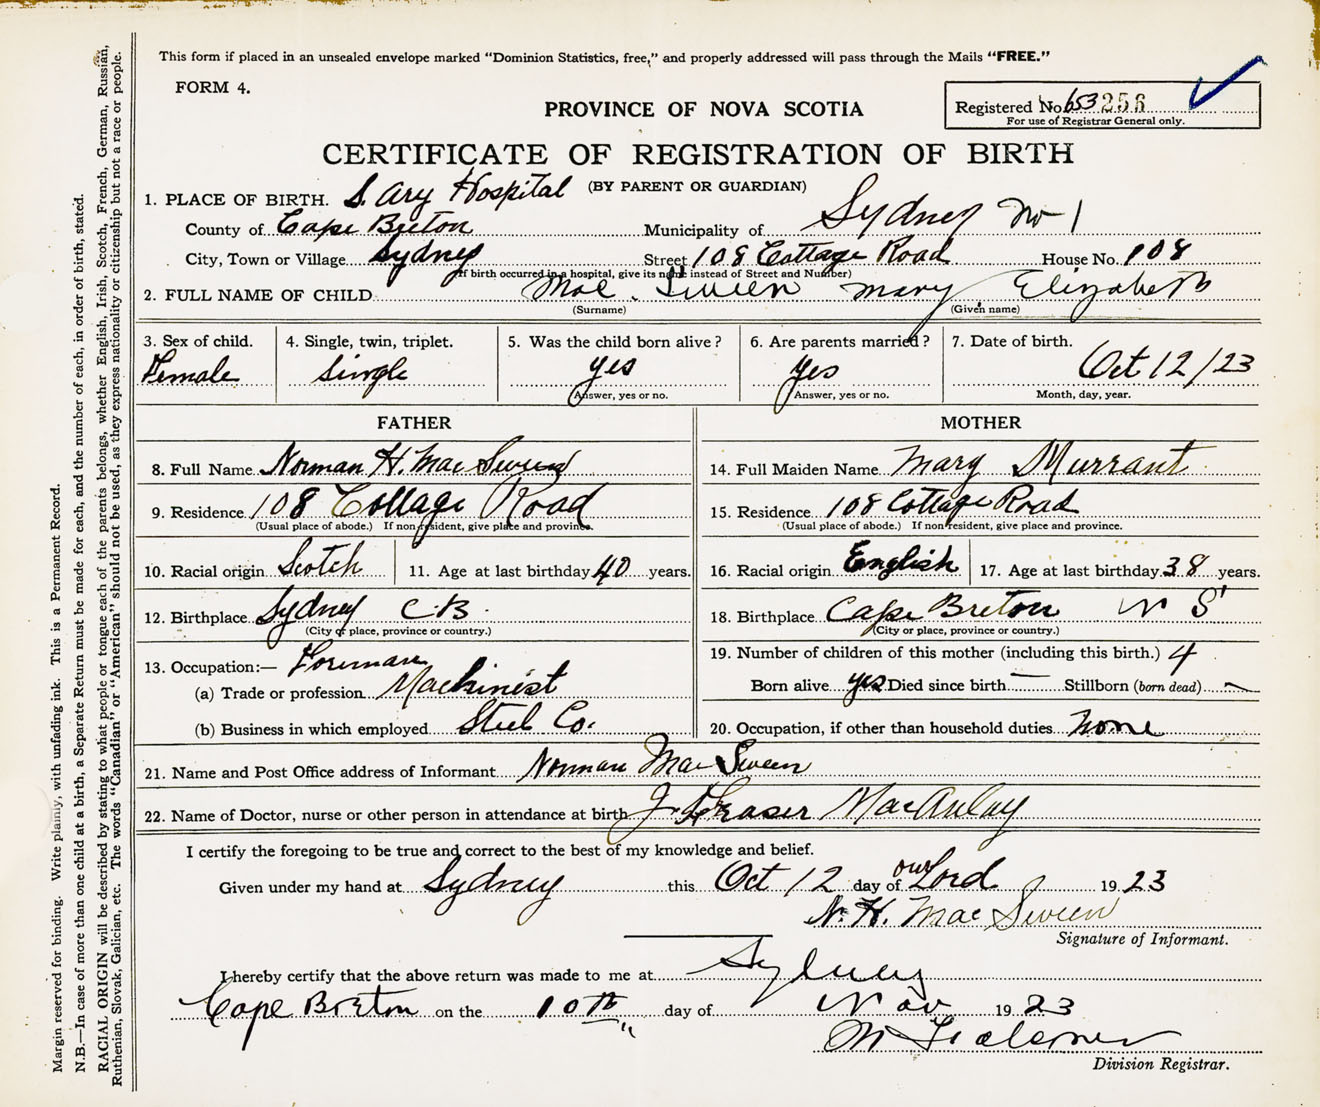 This form if placed in an unsealed envelope marked “Dominion Statistics, free,” and properly addressed will pass through the Mails “FREE.”
FORM 4.
PROVINCE OF NOVA SCOTIA
Registered No. 653256
For use of Registrar General only.
CERTIFICATE OF REGISTRATION OF BIRTH
(BY PARENT OR GUARDIAN)
1. PLACE OF BIRTH. S. Army Hospital
County of Cape Breton Municipality of Sydney No 1
City, Town or Village Sydney Street 108 Cottage Road House No. 108
(If birth occurred in a hospital, give its name instead of Street and Number)
2. FULL NAME OF CHILD Mac Sween Mary Elizabeth
(Surname) (Given name)
3. Sex of child. 4. Single, twin, triplet. 5. Was the child born alive? 6. Are parents married? 7. Date of birth.
Female Single yes Yes Oct 12/23
Answer, yes or no. Answer, yes or no. Month, day, year.
FATHER MOTHER
8. Full Name Norman H. Mac Sween 14. Full Maiden Name Mary Murrant
9. Residence 108 Cottage Road 15. Residence 108 Cottage Road
(Usual place of abode.) If non-resident, give place and province. (Usual place of abode.) If non-resident, give place and province.
10. Racial origin Scotch 11. Age at last birthday 40 years. 16. Racial origin English 17. Age at last birthday 38 years.
12. Birthplace Sydney C.B. 18. Birthplace Cape Breton N S
(City or place, province or country.) (City or place, province or country.)
13. Occupation:— Foreman 19. Number of children of this mother (including this birth.) 4
(a) Trade or profession Machinist Born alive yes Died since birth — Stillborn (born dead) —
(b) Business in which employed Steel Co. 20. Occupation, if other than household duties none
21. Name and Post Office address of Informant Norman Mac Sween
22. Name of Doctor, nurse or other person in attendance at birth J Fraser MacAulay
I certify the foregoing to be true and correct to the best of my knowledge and belief.
Given under my hand at Sydney this Oct 12 day of our Lord 1923
N. H. Mac Sween
Signature of Informant.
I hereby certify that the above return was made to me at Sydney
Cape Breton on the 10th day of Nov 1923
Division Registrar.
Margin reserved for binding. Write plainly, with unfading ink. This is a Permanent Record.
N.B.—In case of more than one child at a birth, a Separate Return must be made for each, and the number of each, in order of birth, stated.
RACIAL ORIGIN will be described by stating to what people or tongue each of the parents belongs, whether English, Irish, Scotch, French, German, Russian,
Ruthenian, Slovak, Galician, etc. The words “Canadian” or “American” should not be used, as they express nationality or citizenship but not a race or people.